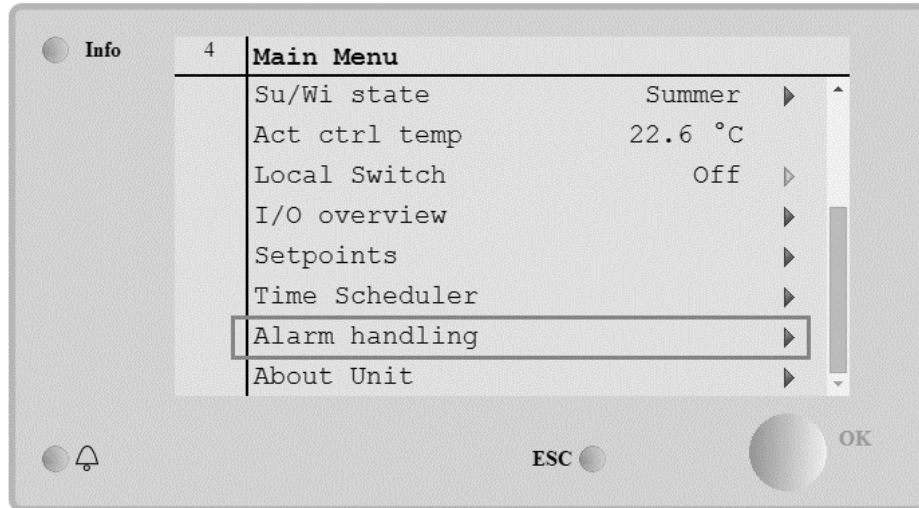 Info
4 Main Menu
Su/Wi state Summer
Act ctrl temp 22.6 °C
Local Switch Off
I/O overview
Setpoints
Time Scheduler
Alarm handling
About Unit
ESC
OK